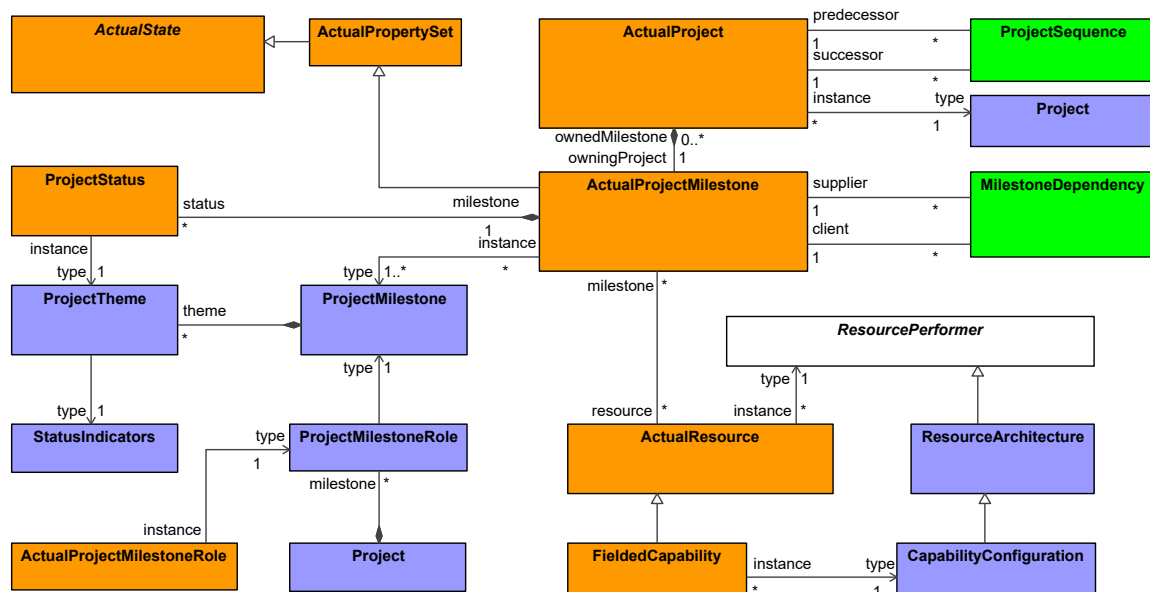 ActualState
ActualPropertySet
ActualProject
predecessor
1
*
successor
1
*
ProjectSequence
instance
*
type
1
Project
ownedMilestone
0..*
owningProject
1
ProjectStatus
status
*
milestone
1
ActualProjectMilestone
supplier
1
*
client
1
*
MilestoneDependency
instance
type
1
instance
*
type
1..*
milestone
*
ProjectTheme
theme
*
ProjectMilestone
ResourcePerformer
type
1
type
1
type
1
resource
*
instance
*
StatusIndicators
type
1
ProjectMilestoneRole
ActualResource
ResourceArchitecture
milestone
*
instance
ActualProjectMilestoneRole
Project
FieldedCapability
instance
*
type
1
CapabilityConfiguration